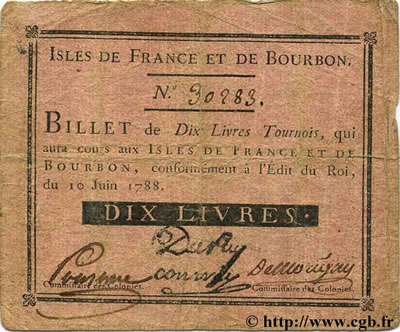 ISLES DE FRANCE ET DE BOURBON.
N.º 30283.
BILLET de Dix Livres Tournois, qui
aura cours aux ISLES DE FRANCE ET DE
BOURBON, conformément à l'Édit du Roi,
du 10 Juin 1788.
DIX LIVRES.
Commissaire des Colonies.
Commissaire des Colonies.
© http://www.cgb.fr